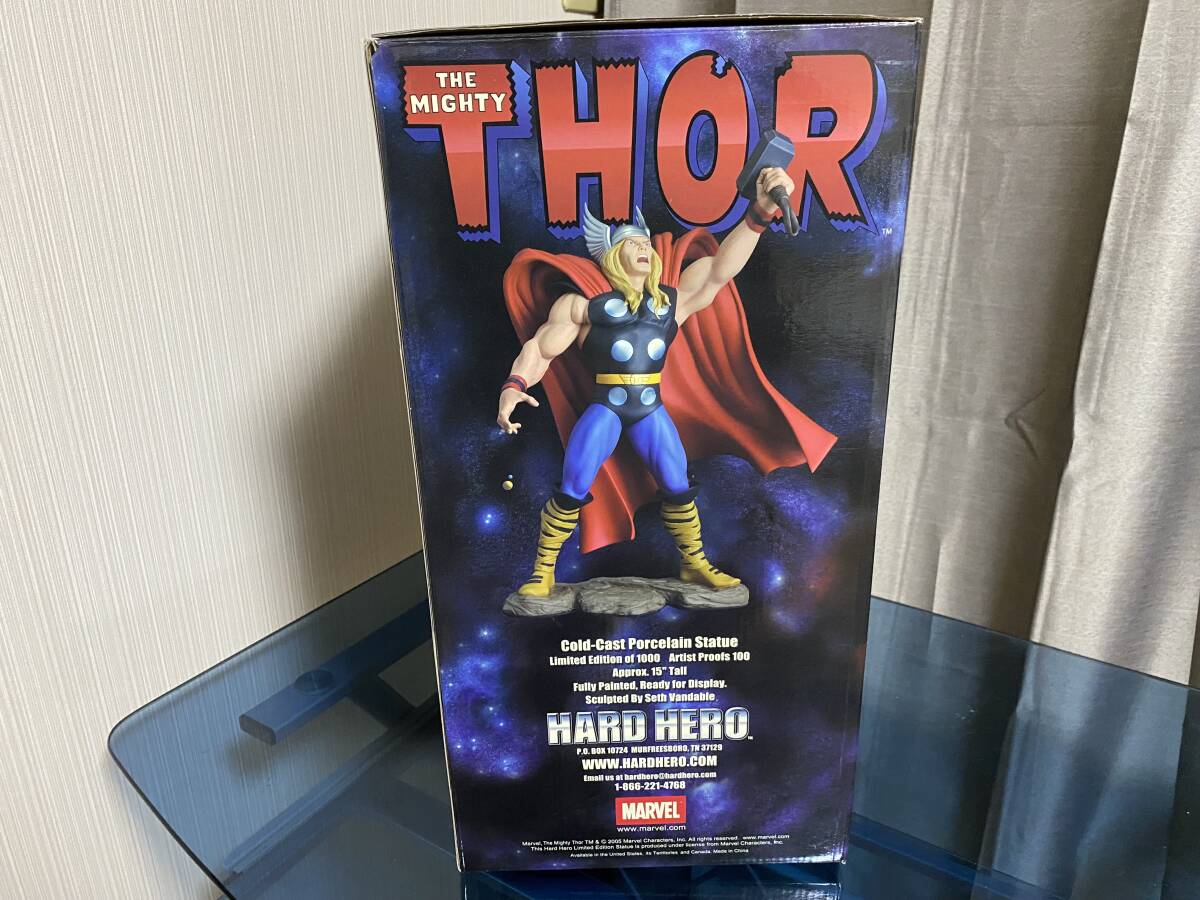 THE
MIGHTY
THOR
TM
Cold-Cast Porcelain Statue
Limited Edition of 1000 Artist Proofs 100
Approx. 15" Tall
Fully Painted, Ready for Display.
Sculpted By Seth Vandable
HARD HERO TM
P.O. BOX 10724 MURFREESBORO, TN 37129
WWW.HARDHERO.COM
Email us at hardhero@hardhero.com
1-866-221-4768
MARVEL
www.marvel.com
Marvel, The Mighty Thor TM & © 2005 Marvel Characters, Inc. All rights reserved. www.marvel.com
This Hard Hero Limited Edition Statue is produced under license from Marvel Characters, Inc.
Available in the United States, its Territories and Canada. Made in China